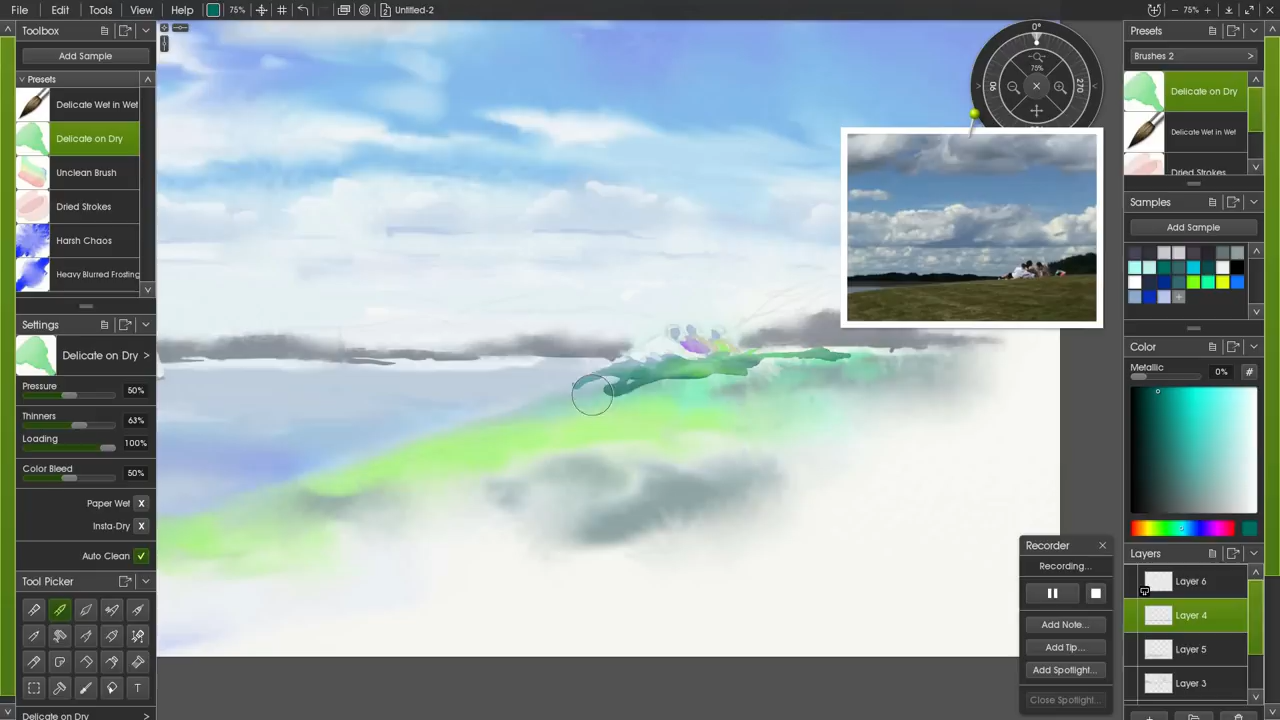 File Edit Tools View Help 75% Untitled-2 75%
Toolbox
Add Sample
Presets
Delicate Wet in Wet
Delicate on Dry
Unclean Brush
Dried Strokes
Harsh Chaos
Heavy Blurred Frosting
Settings
Delicate on Dry >
Pressure
50%
Thinners
63%
Loading
100%
Color Bleed
50%
Paper Wet X
Insta-Dry X
Auto Clean
Tool Picker
T
Delicate on Dry >
0°
75%
90
270
Presets
Brushes 2 >
Delicate on Dry
Delicate Wet in Wet
Dried Strokes
Samples
Add Sample
Color
Metallic
0% #
Layers
Layer 6
Layer 4
Layer 5
Layer 3
Recorder
Recording...
Add Note...
Add Tip...
Add Spotlight...
Close Spotlight...